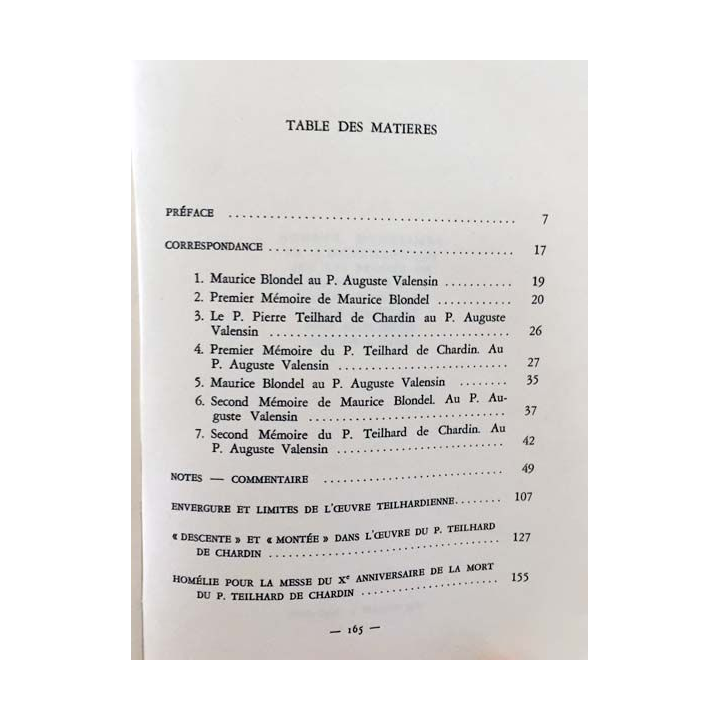 TABLE DES MATIERES
PRÉFACE ........................................ 7
CORRESPONDANCE ................................... 17
1. Maurice Blondel au P. Auguste Valensin ........... 19
2. Premier Mémoire de Maurice Blondel ............ 20
3. Le P. Pierre Teilhard de Chardin au P. Auguste
Valensin .................................. 26
4. Premier Mémoire du P. Teilhard de Chardin. Au
P. Auguste Valensin ........................ 27
5. Maurice Blondel au P. Auguste Valensin ........ 35
6. Second Mémoire de Maurice Blondel. Au P. Au-
guste Valensin ............................ 37
7. Second Mémoire du P. Teilhard de Chardin. Au
P. Auguste Valensin ........................ 42
NOTES — COMMENTAIRE ......................... 49
ENVERGURE ET LIMITES DE L'ŒUVRE TEILHARDIENNE........ 107
« DESCENTE » ET « MONTÉE » DANS L'ŒUVRE DU P. TEILHARD
DE CHARDIN ................................. 127
HOMÉLIE POUR LA MESSE DU Xe ANNIVERSAIRE DE LA MORT
DU P. TEILHARD DE CHARDIN ................... 155
— 165 —